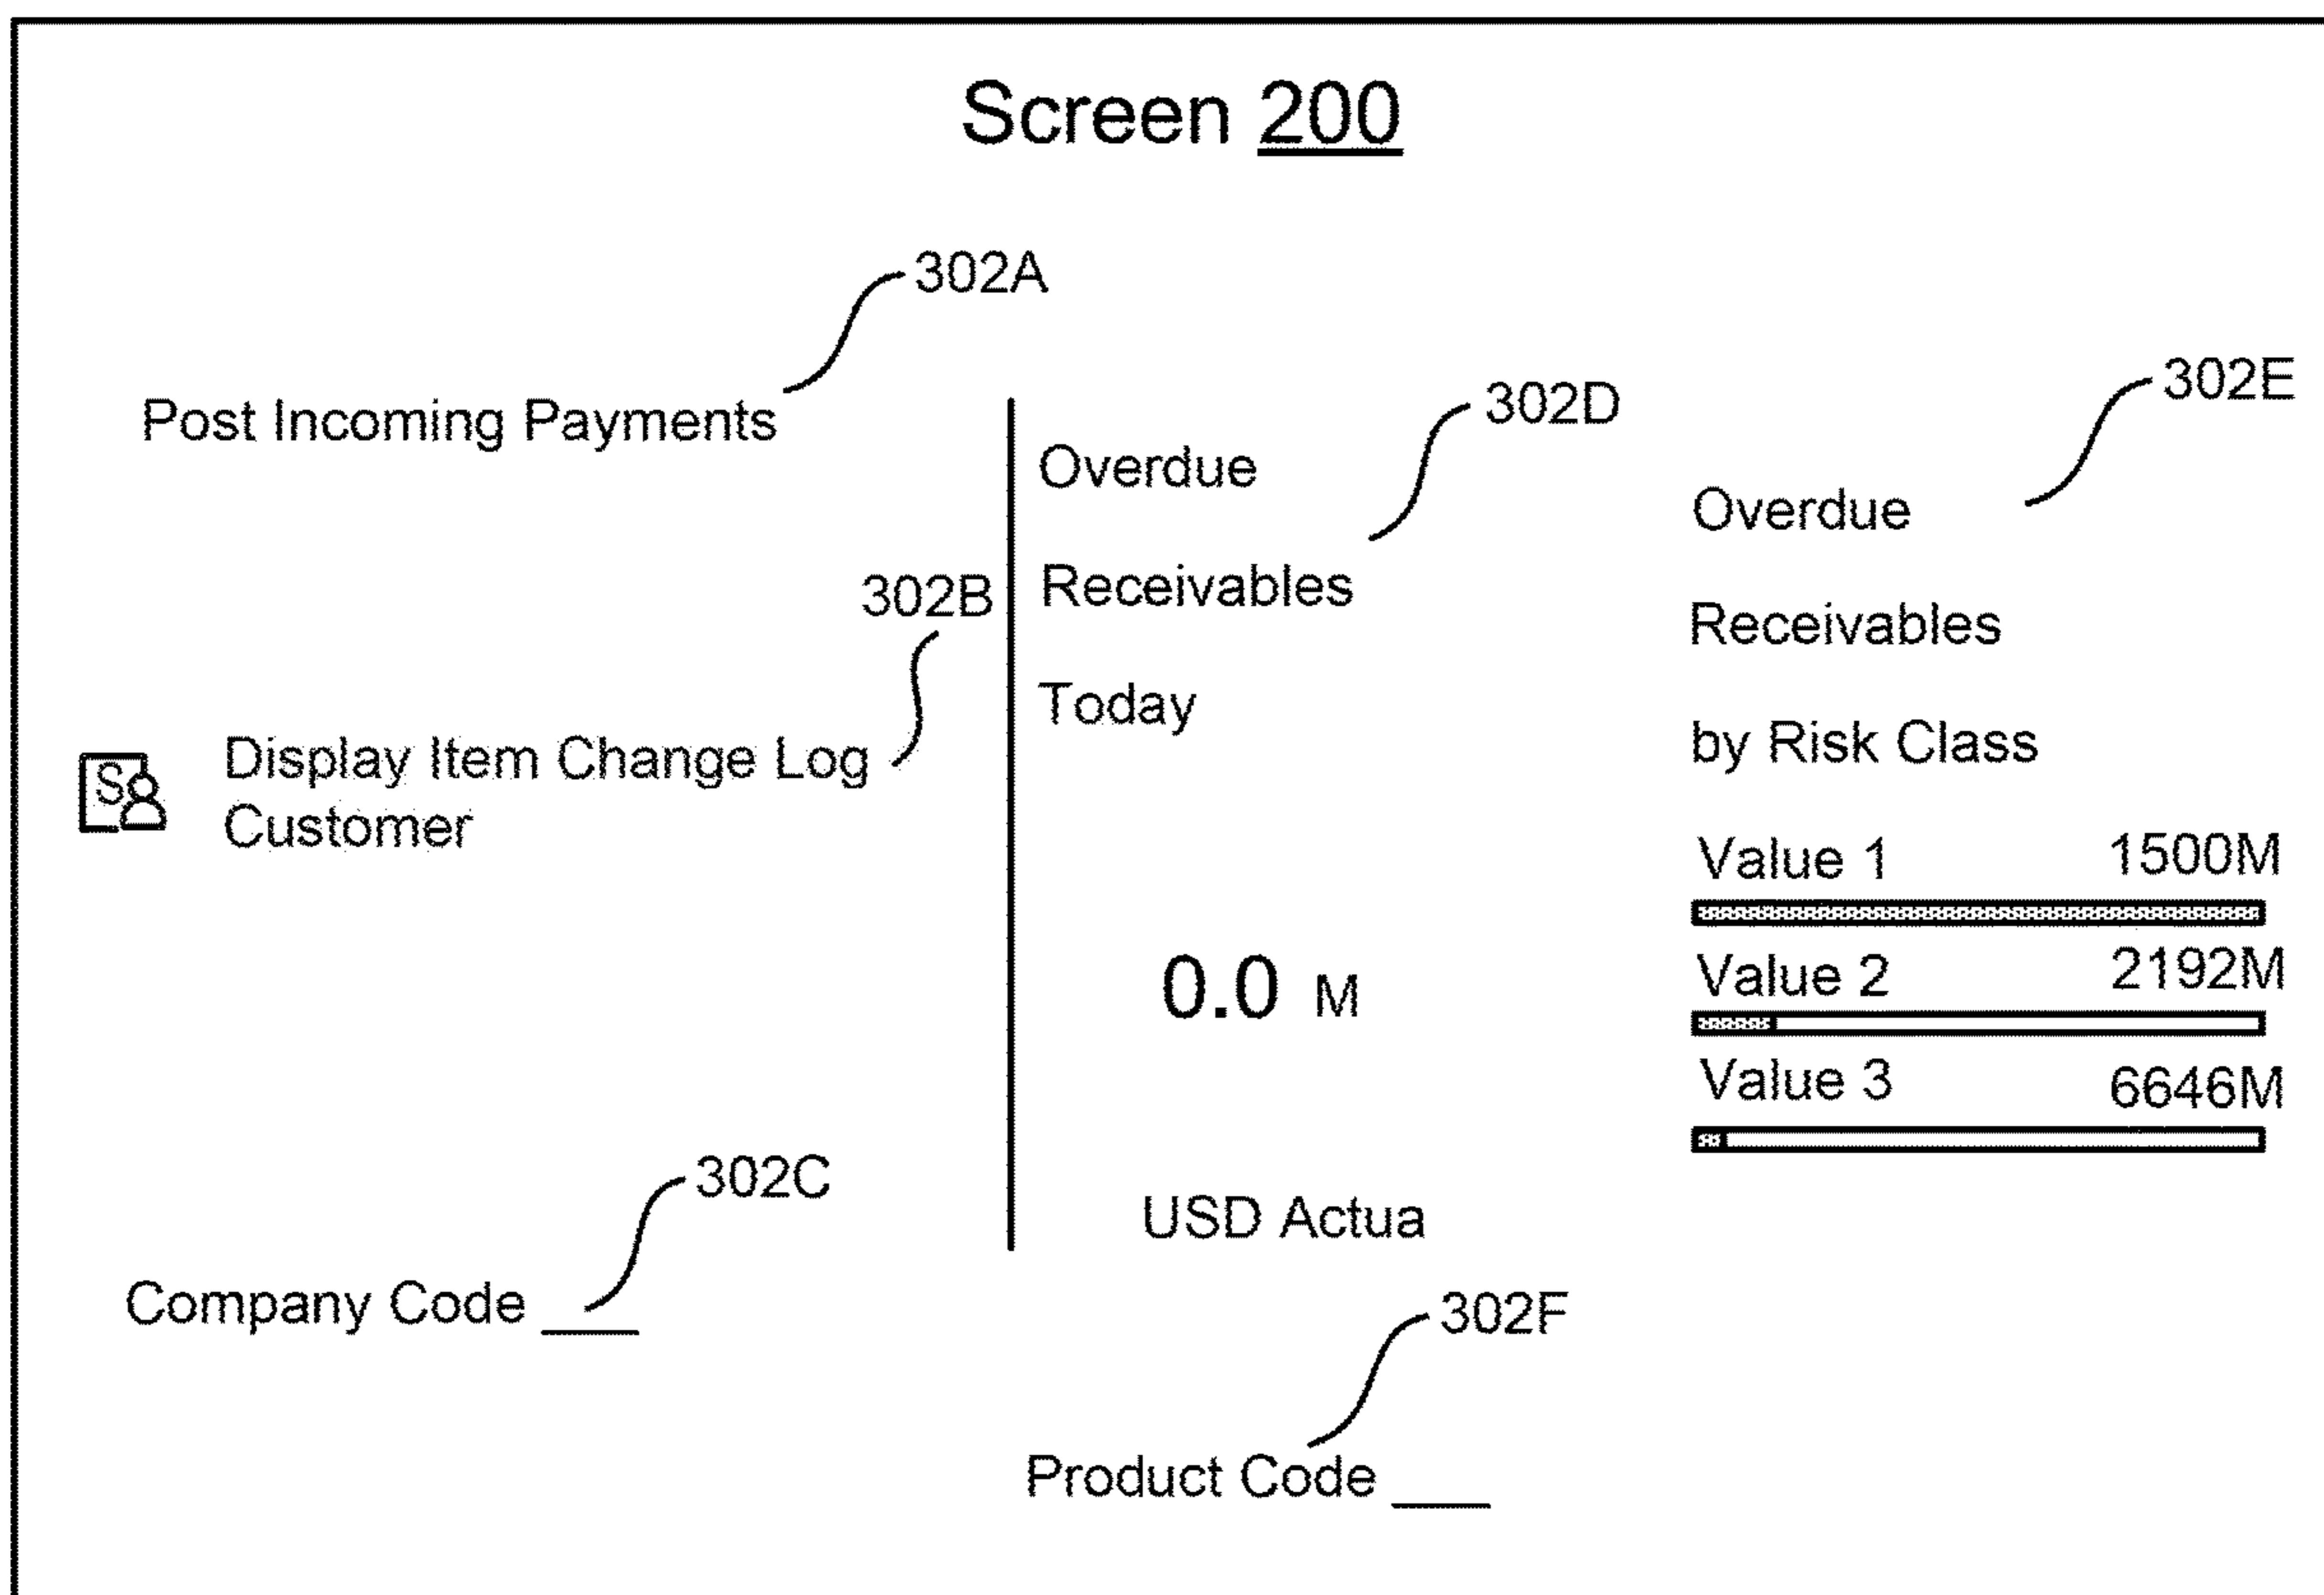 Screen 200
302A
Post Incoming Payments
302B
Display Item Change Log
Customer
302C
Company Code ____
302D
Overdue
Receivables
Today
0.0 M
USD Actua
302E
Overdue
Receivables
by Risk Class
Value 1 1500M
Value 2 2192M
Value 3 6646M
302F
Product Code ____
S